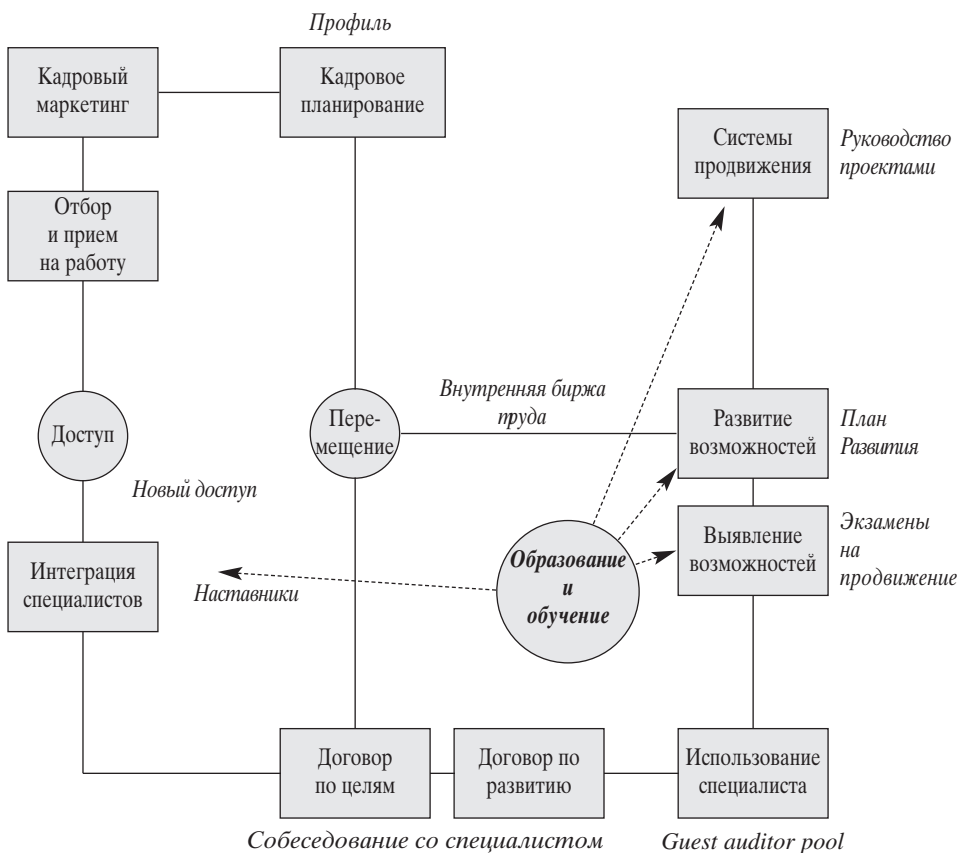 Профиль
Кадровый
маркетинг
Кадровое
планирование
Системы
продвижения
Руководство
проектами
Отбор
и прием
на работу
Внутренняя биржа
труда
Доступ
Пере-
мещение
Развитие
возможностей
План
Развития
Новый доступ
Выявление
возможностей
Экзамены
на
продвижение
Образование
и
обучение
Интеграция
специалистов
Наставники
Договор
по целям
Договор по
развитию
Использование
специалиста
Собеседование со специалистом
Guest auditor pool